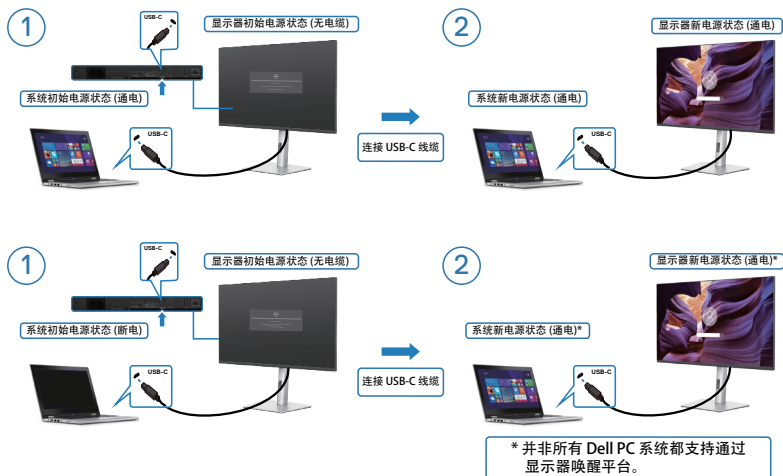 1
USB-C
显示器初始电源状态 (无电缆)
系统初始电源状态 (通电)
USB-C
连接 USB-C 线缆
2
显示器新电源状态 (通电)
系统新电源状态 (通电)
USB-C
1
USB-C
显示器初始电源状态 (无电缆)
系统初始电源状态 (断电)
USB-C
连接 USB-C 线缆
2
显示器新电源状态 (通电)*
系统新电源状态 (通电)*
USB-C
* 并非所有 Dell PC 系统都支持通过
显示器唤醒平台。